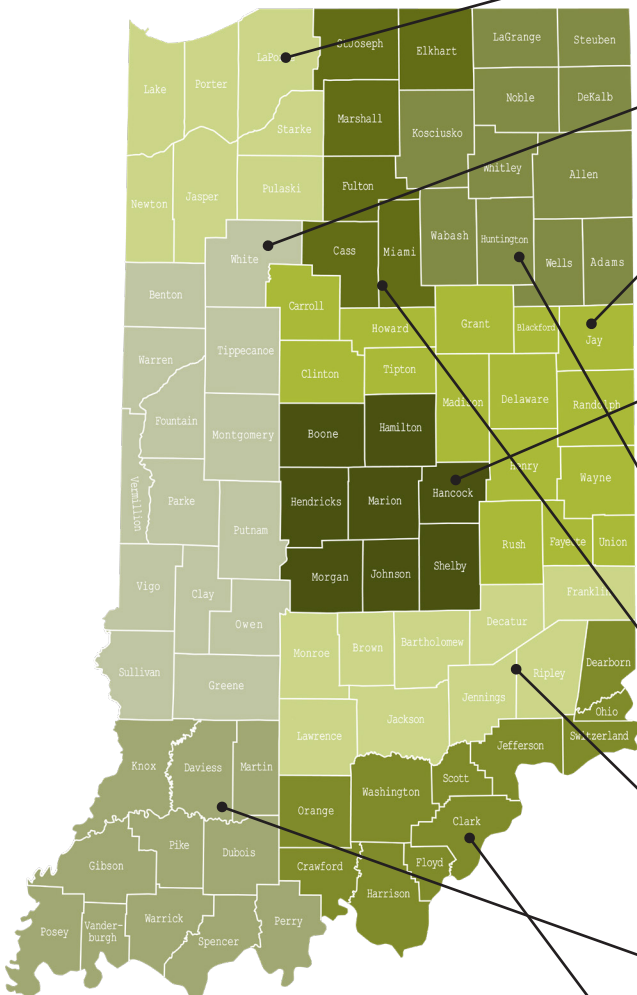 LaPorte
StJoseph
Elkhart
LaGrange
Steuben
Lake
Porter
Starke
Marshall
Kosciusko
Noble
DeKalb
Whitley
Allen
Newton
Jasper
Pulaski
Fulton
White
Cass
Miami
Wabash
Huntington
Wells
Adams
Benton
Carroll
Howard
Grant
Blackford
Jay
Warren
Tippecanoe
Clinton
Tipton
Madison
Delaware
Randolph
Fountain
Montgomery
Boone
Hamilton
Henry
Wayne
Vermillion
Parke
Putnam
Hendricks
Marion
Hancock
Rush
Fayette
Union
Vigo
Clay
Owen
Morgan
Johnson
Shelby
Franklin
Sullivan
Greene
Monroe
Brown
Bartholomew
Decatur
Jennings
Ripley
Dearborn
Ohio
Switzerland
Lawrence
Jackson
Jefferson
Knox
Daviess
Martin
Orange
Washington
Scott
Clark
Gibson
Pike
Dubois
Crawford
Harrison
Floyd
Posey
Vander-
burgh
Warrick
Spencer
Perry